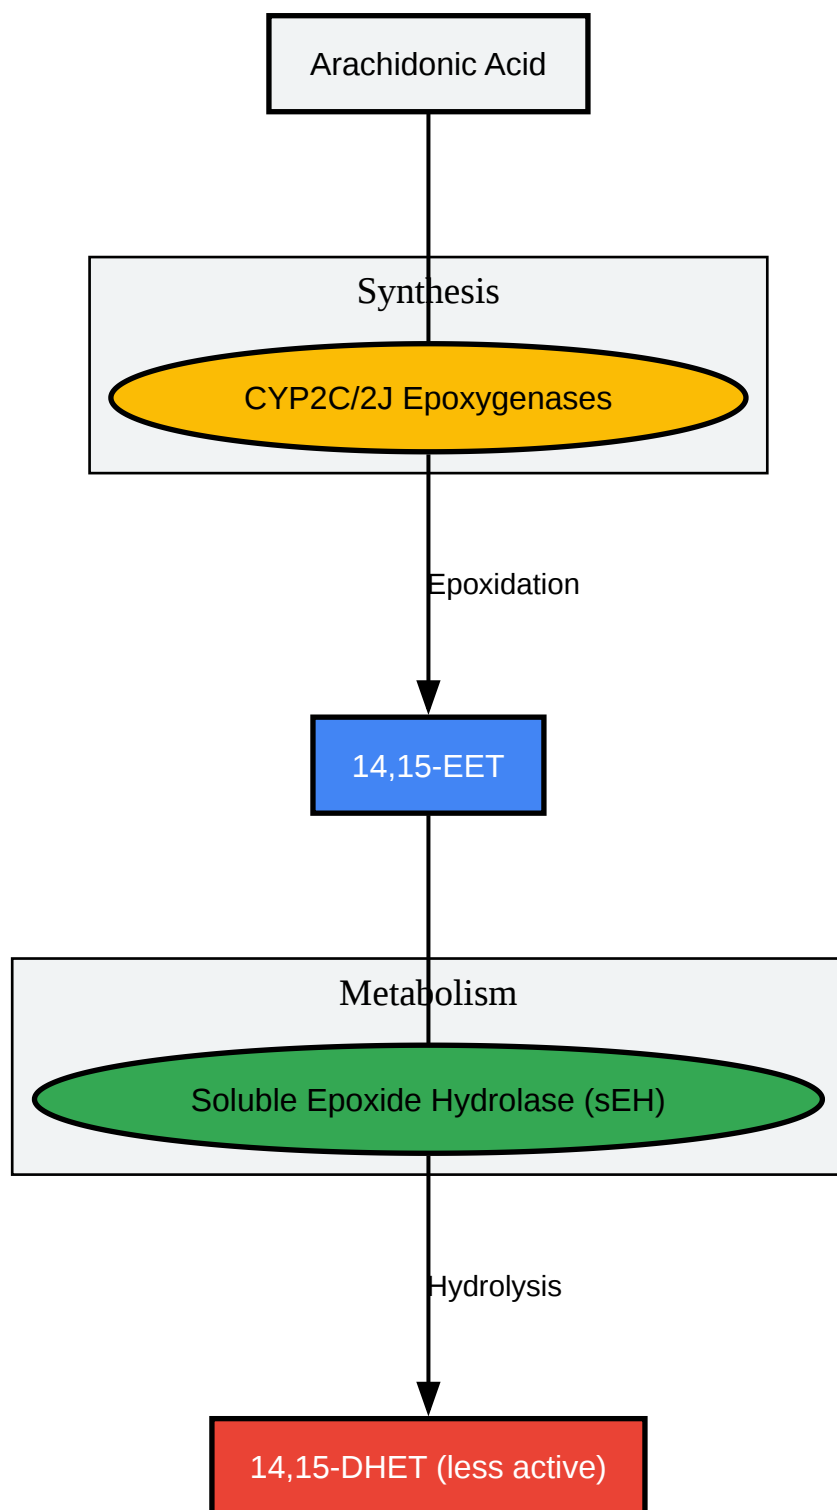 Arachidonic Acid
Synthesis
CYP2C/2J Epoxygenases
Epoxidation
14,15-EET
Metabolism
Soluble Epoxide Hydrolase (sEH)
Hydrolysis
14,15-DHET (less active)